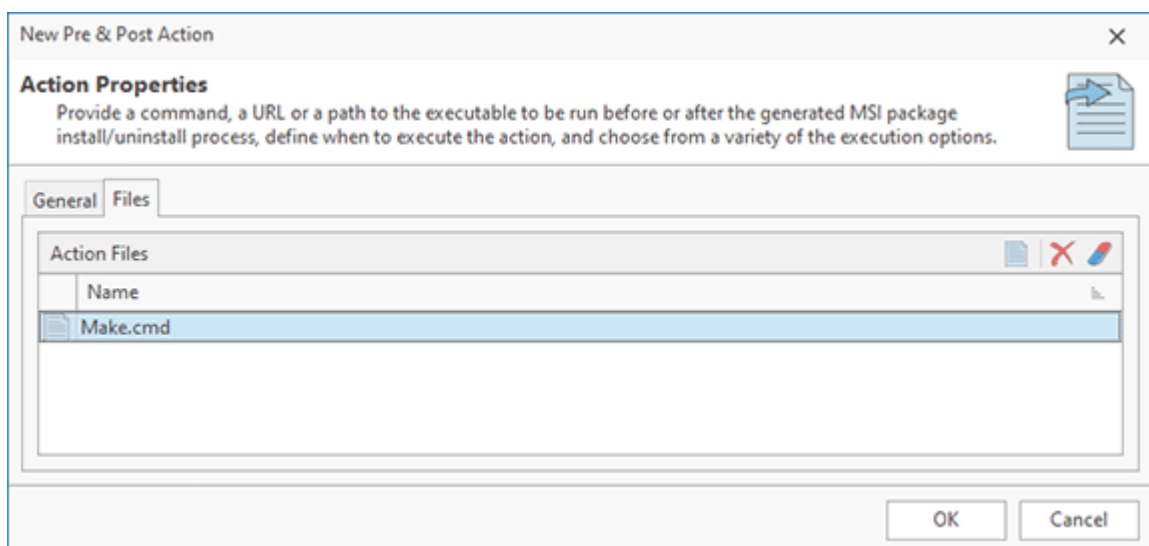 New Pre & Post Action
Action Properties
Provide a command, a URL or a path to the executable to be run before or after the generated MSI package
install/uninstall process, define when to execute the action, and choose from a variety of the execution options.
General Files
Action Files
Name
Make.cmd
OK Cancel